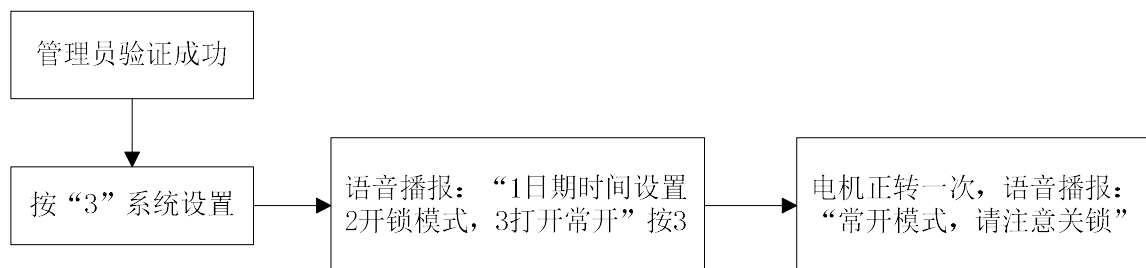 管理员验证成功
按“3”系统设置
语音播报：“1日期时间设置
2开锁模式，3打开常开”按3
电机正转一次，语音播报：
“常开模式，请注意关锁”